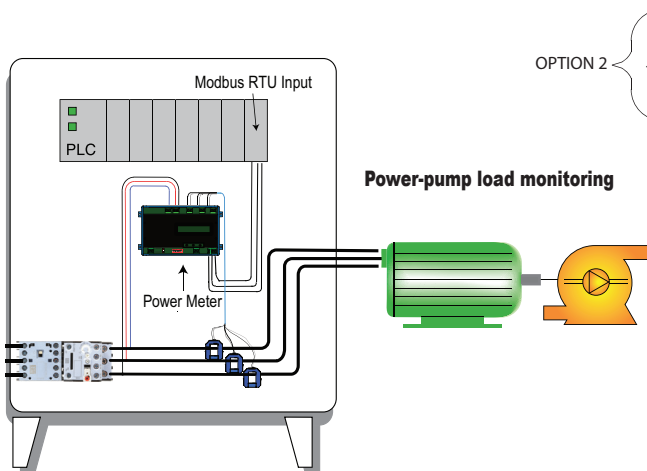 Modbus RTU Input
OPTION 2
PLC
Power-pump load monitoring
Power Meter